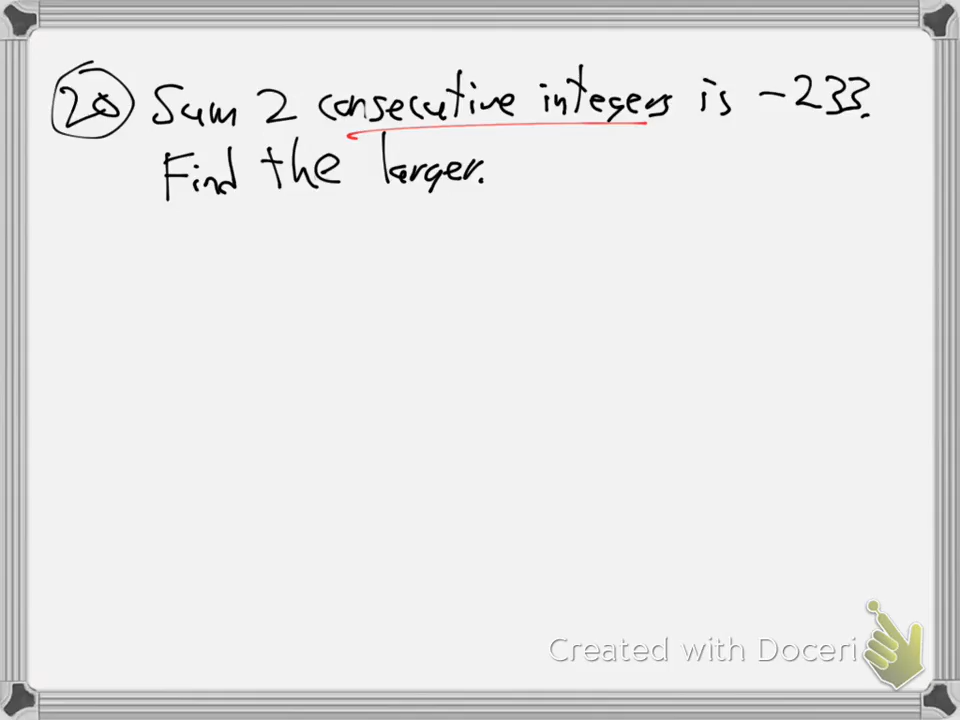 20 Sum 2 consecutive integers is -233.
Find the larger.
Created with Doceri